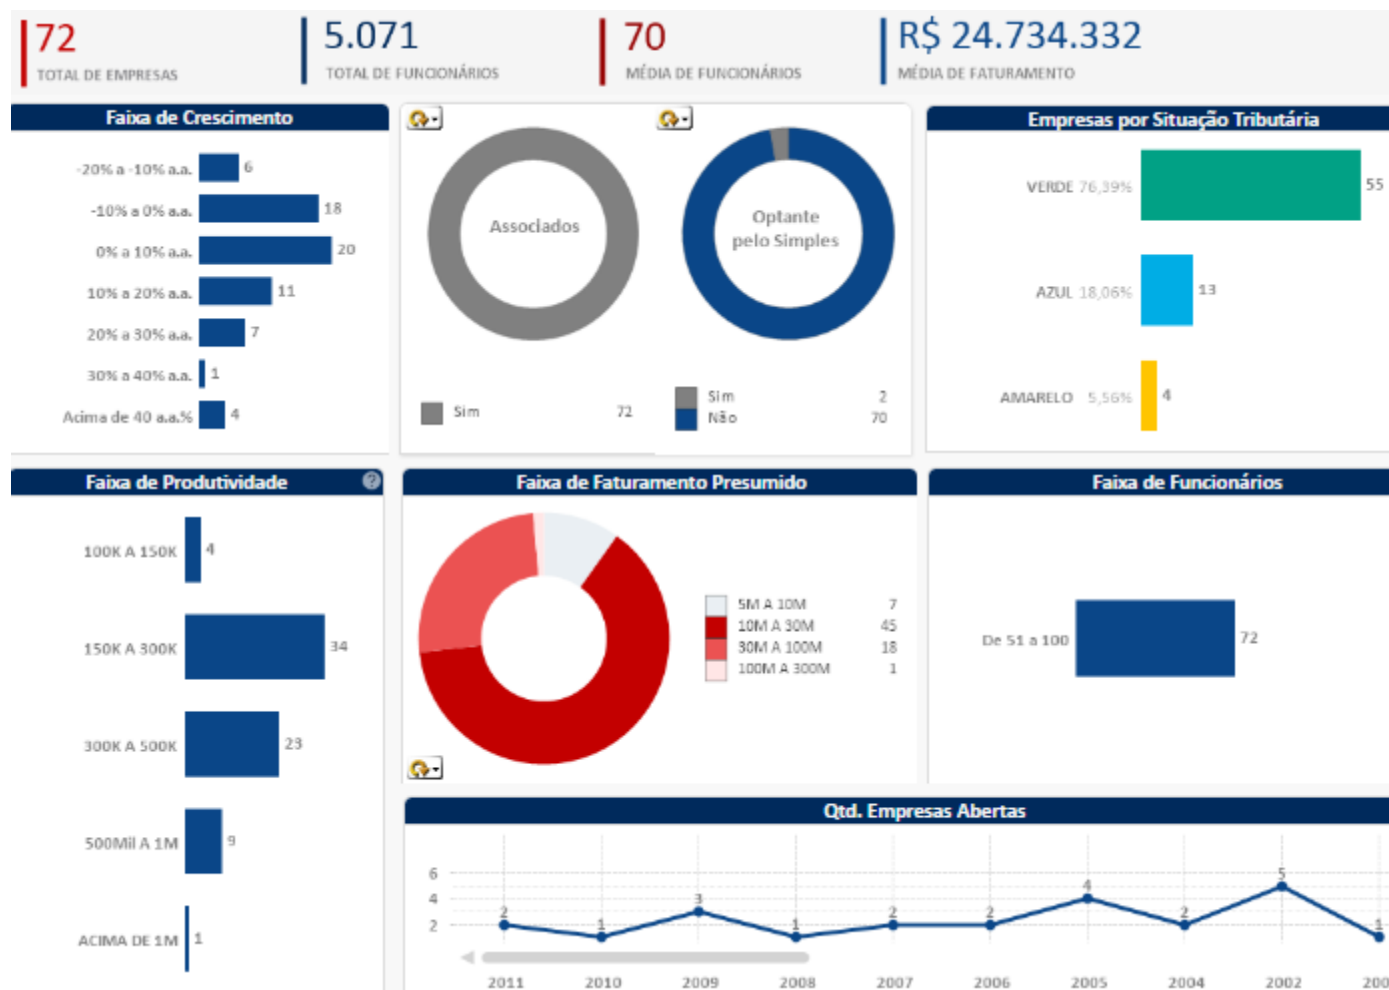 72
TOTAL DE EMPRESAS
5.071
TOTAL DE FUNCIONÁRIOS
70
MÉDIA DE FUNCIONÁRIOS
R$ 24.734.332
MÉDIA DE FATURAMENTO
Faixa de Crescimento
-20% a -10% a.a. 6
-10% a 0% a.a. 18
0% a 10% a.a. 20
10% a 20% a.a. 11
20% a 30% a.a. 7
30% a 40% a.a. 1
Acima de 40 a.a.% 4
Associados
Sim 72
Optante
pelo Simples
Sim 2
Não 70
Empresas por Situação Tributária
VERDE 76,39% 55
AZUL 18,06% 13
AMARELO 5,56% 4
Faixa de Produtividade ?
100K A 150K 4
150K A 300K 34
300K A 500K 23
500Mil A 1M 9
ACIMA DE 1M 1
Faixa de Faturamento Presumido
5M A 10M 7
10M A 30M 45
30M A 100M 18
100M A 300M 1
Faixa de Funcionários
De 51 a 100 72
Qtd. Empresas Abertas
6
4
2
2 1 3 1 2 2 4 2 5 1
2011 2010 2009 2008 2007 2006 2005 2004 2002 200